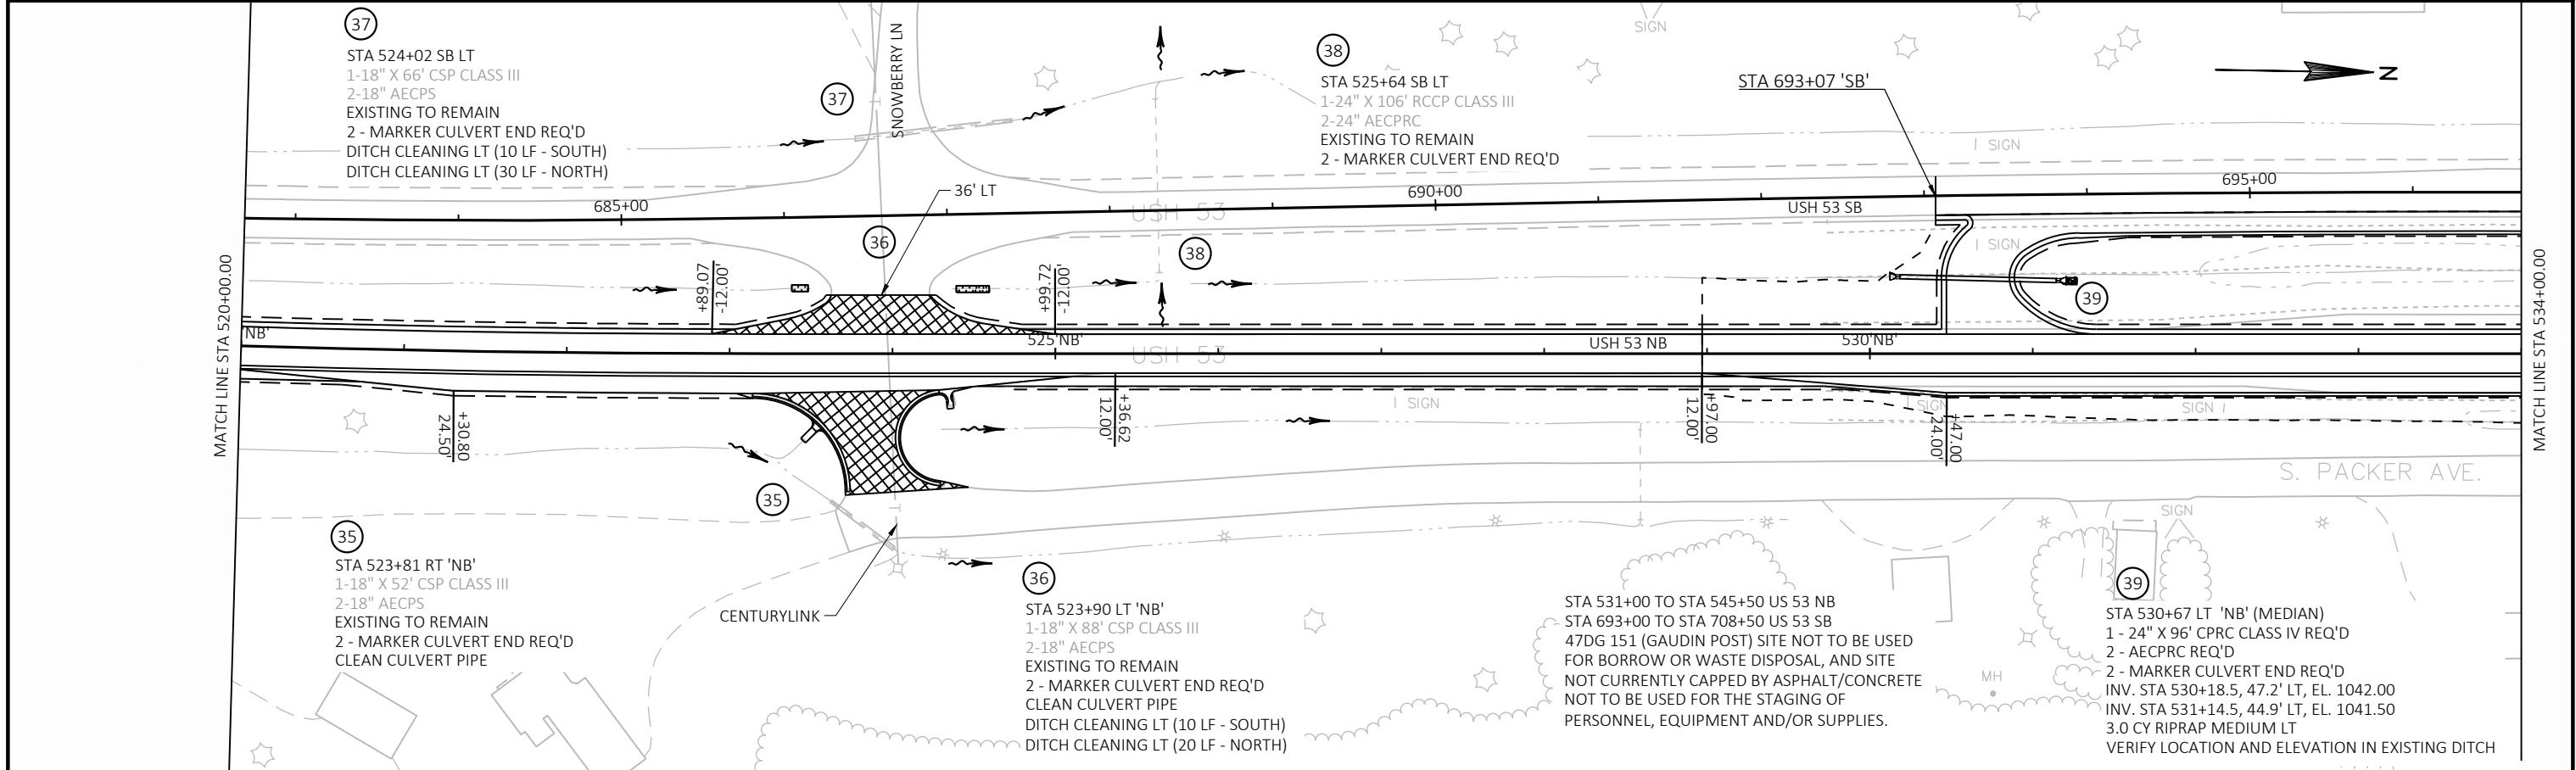 37
STA 524+02 SB LT
1-18" X 66' CSP CLASS III
2-18" AECPS
EXISTING TO REMAIN
2 - MARKER CULVERT END REQ'D
DITCH CLEANING LT (10 LF - SOUTH)
DITCH CLEANING LT (30 LF - NORTH)
37
SNOWBERRY LN
38
STA 525+64 SB LT
1-24" X 106' RCCP CLASS III
2-24" AECPRC
EXISTING TO REMAIN
2 - MARKER CULVERT END REQ'D
SIGN
STA 693+07 'SB'
N
SIGN
36' LT
685+00
690+00
695+00
USH 53
USH 53 SB
36
38
SIGN
39
+89.07
-12.00'
+99.72
-12.00'
MATCH LINE STA 520+00.00
MATCH LINE STA 534+00.00
NB'
525'NB'
USH 53
USH 53 NB
530'NB'
+30.80
24.50'
+36.62
12.00'
SIGN
+97.00
12.00'
SIGN
+47.00
24.00'
SIGN
S. PACKER AVE.
35
SIGN
35
STA 523+81 RT 'NB'
1-18" X 52' CSP CLASS III
2-18" AECPS
EXISTING TO REMAIN
2 - MARKER CULVERT END REQ'D
CLEAN CULVERT PIPE
CENTURYLINK
36
STA 523+90 LT 'NB'
1-18" X 88' CSP CLASS III
2-18" AECPS
EXISTING TO REMAIN
2 - MARKER CULVERT END REQ'D
CLEAN CULVERT PIPE
DITCH CLEANING LT (10 LF - SOUTH)
DITCH CLEANING LT (20 LF - NORTH)
STA 531+00 TO STA 545+50 US 53 NB
STA 693+00 TO STA 708+50 US 53 SB
47DG 151 (GAUDIN POST) SITE NOT TO BE USED
FOR BORROW OR WASTE DISPOSAL, AND SITE
NOT CURRENTLY CAPPED BY ASPHALT/CONCRETE
NOT TO BE USED FOR THE STAGING OF
PERSONNEL, EQUIPMENT AND/OR SUPPLIES.
MH
39
STA 530+67 LT 'NB' (MEDIAN)
1 - 24" X 96' CPRC CLASS IV REQ'D
2 - AECPRC REQ'D
2 - MARKER CULVERT END REQ'D
INV. STA 530+18.5, 47.2' LT, EL. 1042.00
INV. STA 531+14.5, 44.9' LT, EL. 1041.50
3.0 CY RIPRAP MEDIUM LT
VERIFY LOCATION AND ELEVATION IN EXISTING DITCH